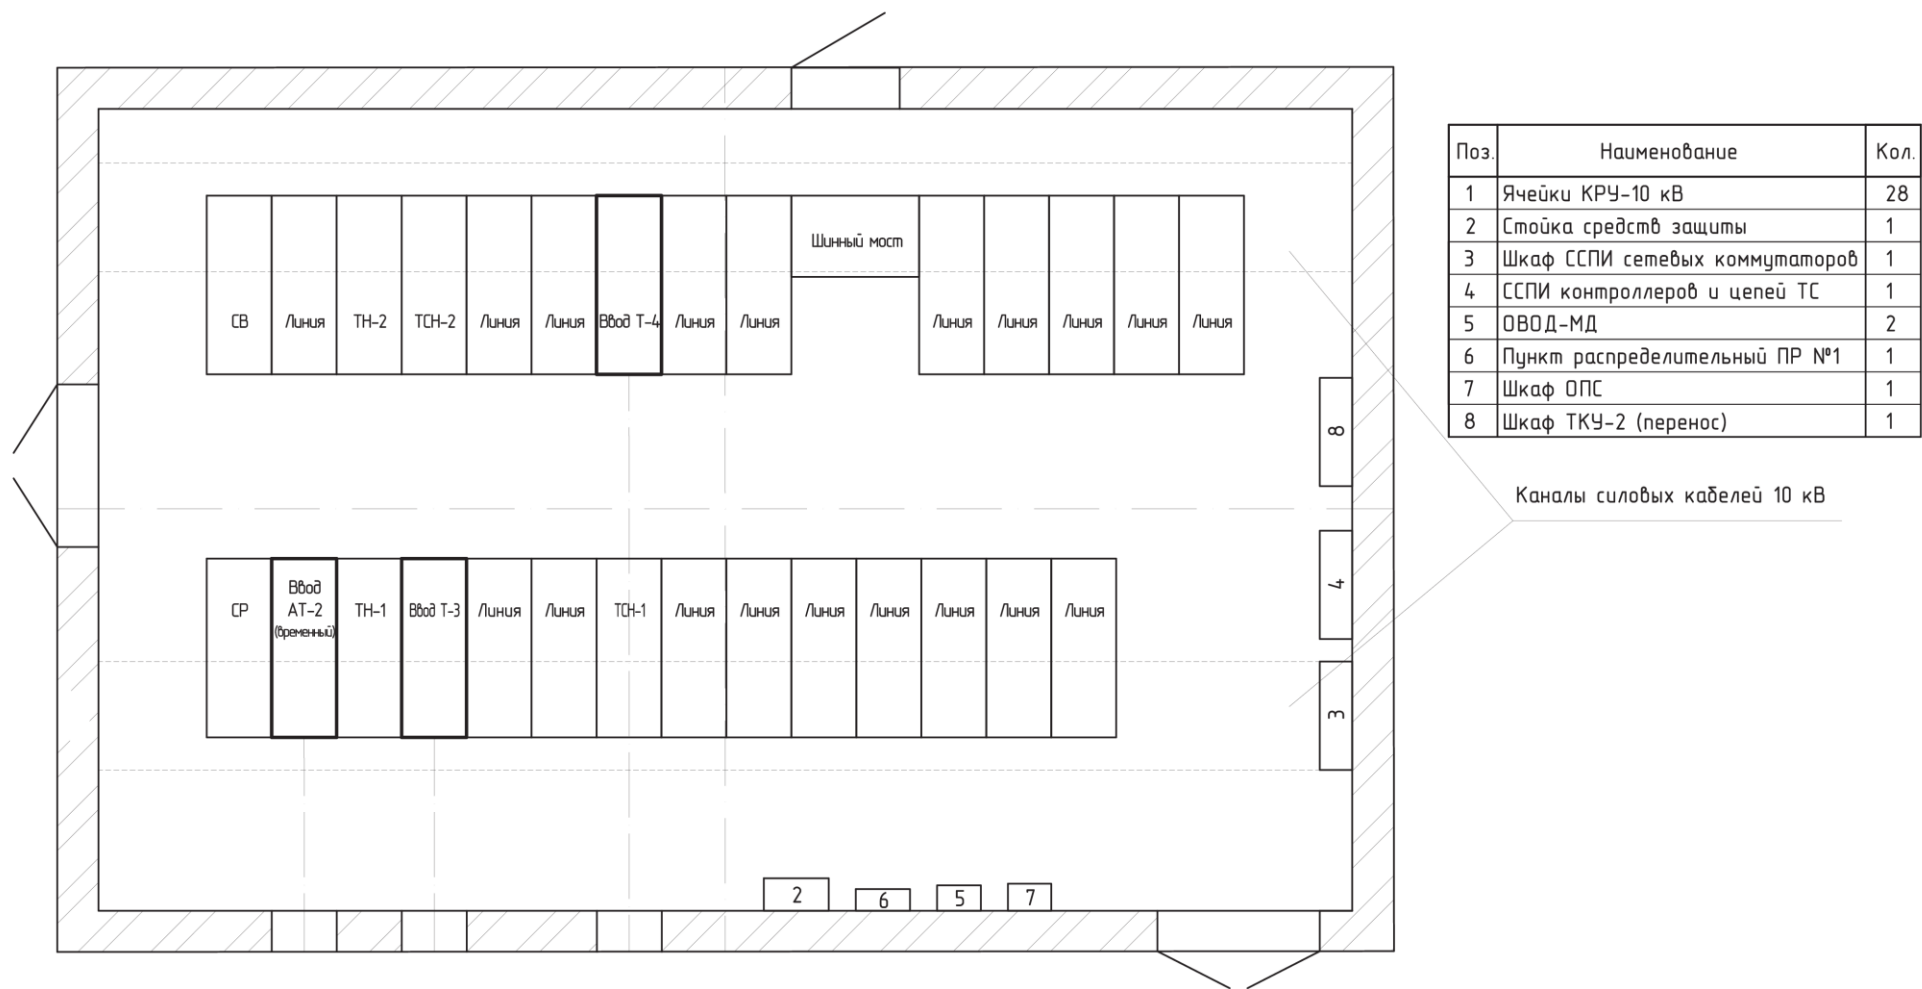 Поз. Наименование Кол.
1 Ячейки КРУ-10 кВ 28
2 Стойка средств защиты 1
3 Шкаф ССПИ сетевых коммутаторов 1
4 ССПИ контроллеров и цепей ТС 1
5 ОВОД-МД 2
6 Пункт распределительный ПР №1 1
7 Шкаф ОПС 1
8 Шкаф ТКУ-2 (перенос) 1
Каналы силовых кабелей 10 кВ
Шинный мост
СВ Линия ТН-2 ТСН-2 Линия Линия Ввод Т-4 Линия Линия Линия Линия Линия Линия Линия
8
4
3
Ввод
СР АТ-2 ТН-1 Ввод Т-3 Линия Линия ТСН-1 Линия Линия Линия Линия Линия Линия Линия
(временный)
2 6 5 7